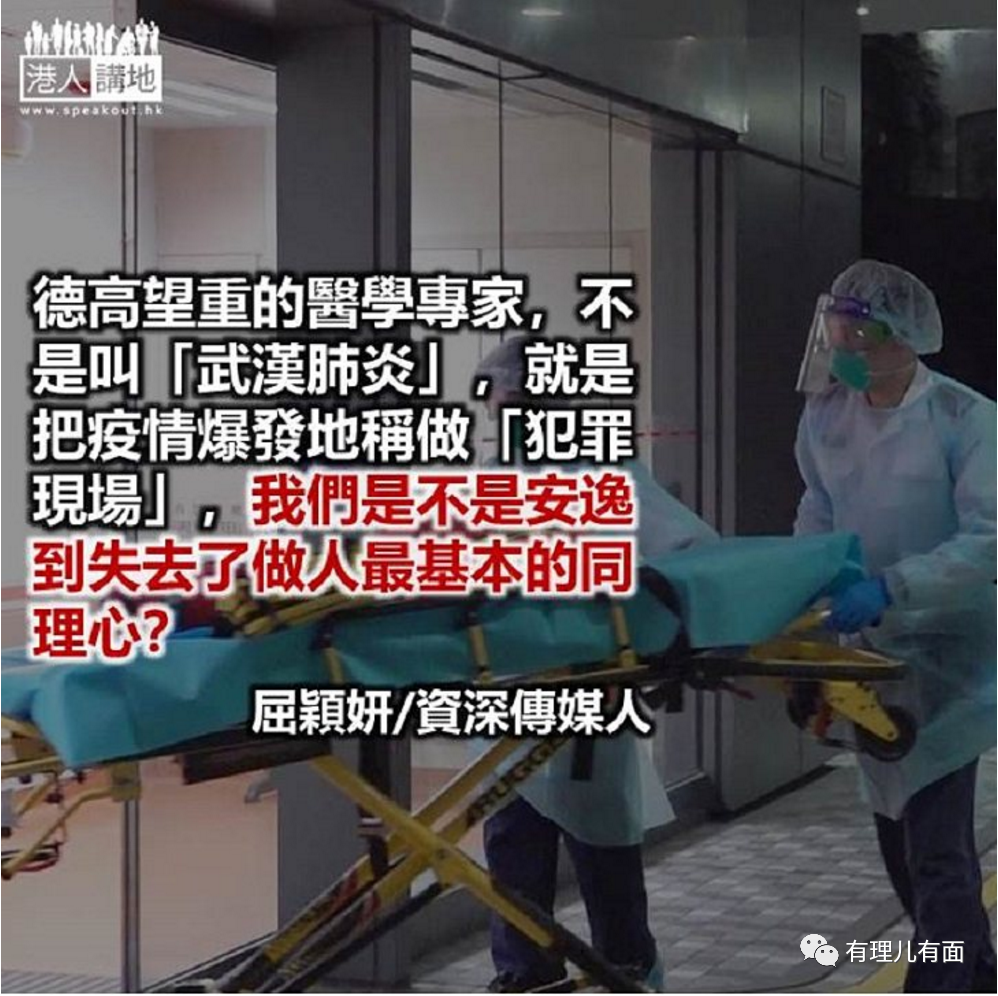 港人講地
www.speakout.hk
德高望重的醫學專家，不
是叫「武漢肺炎」，就是
把疫情爆發地稱做「犯罪
現場」，我們是不是安逸
到失去了做人最基本的同
理心？
屈穎妍/資深傳媒人
有理儿有面